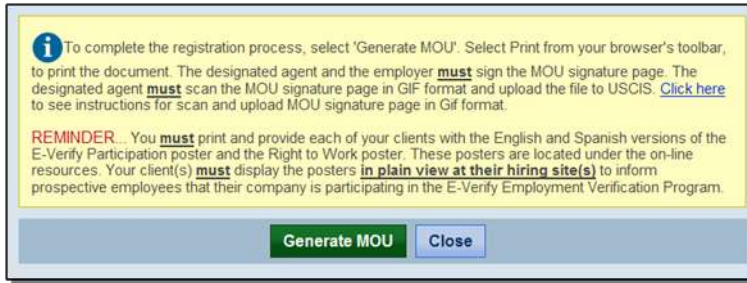 To complete the registration process, select 'Generate MOU'. Select Print from your browser's toolbar,
to print the document. The designated agent and the employer must sign the MOU signature page. The
designated agent must scan the MOU signature page in GIF format and upload the file to USCIS. Click here
to see instructions for scan and upload MOU signature page in Gif format.
REMINDER... You must print and provide each of your clients with the English and Spanish versions of the
E-Verify Participation poster and the Right to Work poster. These posters are located under the on-line
resources. Your client(s) must display the posters in plain view at their hiring site(s) to inform
prospective employees that their company is participating in the E-Verify Employment Verification Program.
Generate MOU Close